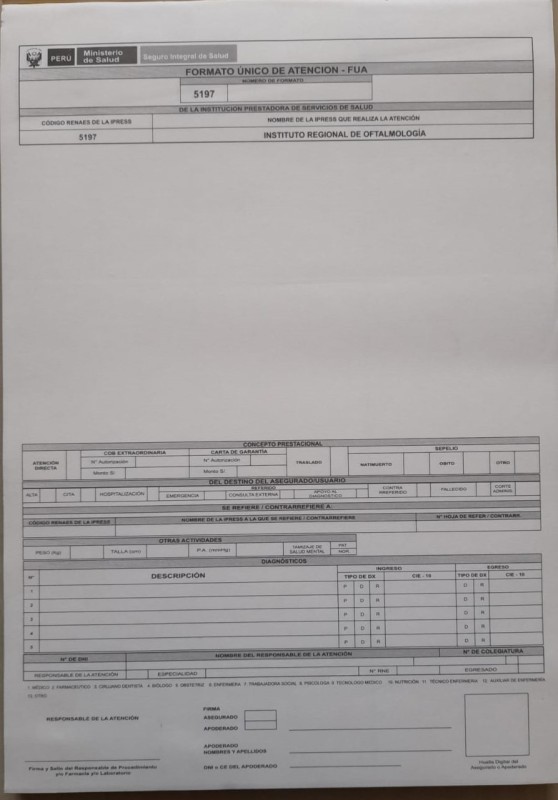 PERÚ Ministerio de Salud Seguro Integral de Salud
FORMATO ÚNICO DE ATENCION - FUA
NÚMERO DE FORMATO
5197
DE LA INSTITUCIÓN PRESTADORA DE SERVICIOS DE SALUD
CÓDIGO RENAES DE LA IPRESS NOMBRE DE LA IPRESS QUE REALIZA LA ATENCIÓN
5197 INSTITUTO REGIONAL DE OFTALMOLOGÍA
CONCEPTO PRESTACIONAL
ATENCIÓN DIRECTA COB EXTRAORDINARIA CARTA DE GARANTÍA TRASLADO SEPELIO
N° Autorización N° Autorización NATIMUERTO OBITO OTRO
Monto S/ Monto S/
DEL DESTINO DEL ASEGURADO/USUARIO
ALTA CITA HOSPITALIZACIÓN REFERIDO CONTRA RREFERIDO FALLECIDO CORTE ADMINIS
EMERGENCIA CONSULTA EXTERNA APOYO AL DIAGNÓSTICO
SE REFIERE / CONTRARREFIERE A:
CÓDIGO RENAES DE LA IPRESS NOMBRE DE LA IPRESS A LA QUE SE REFIERE / CONTRAREFIERE N° HOJA DE REFER / CONTRARR.
OTRAS ACTIVIDADES
PESO (Kg) TALLA (cm) P.A. (mmHg) TAMIZAJE DE SALUD MENTAL PAT
NOR
DIAGNÓSTICOS
N° DESCRIPCIÓN INGRESO EGRESO
TIPO DE DX CIE - 10 TIPO DE DX CIE - 10
1 P D R D R
2 P D R D R
3 P D R D R
4 P D R D R
5 P D R D R
N° DE DNI NOMBRE DEL RESPONSABLE DE LA ATENCIÓN N° DE COLEGIATURA
RESPONSABLE DE LA ATENCIÓN ESPECIALIDAD N° RNE EGRESADO
1. MÉDICO 2. FARMACÉUTICO 3. CIRUJANO DENTISTA 4. BIÓLOGO 5. OBSTETRIZ 6. ENFERMERA 7. TRABAJADORA SOCIAL 8. PSICÓLOGA 9. TECNÓLOGO MÉDICO 10. NUTRICIÓN 11. TÉCNICO ENFERMERÍA 12. AUXILIAR DE ENFERMERÍA
OTRO
FIRMA
RESPONSABLE DE LA ATENCIÓN ASEGURADO
APODERADO
APODERADO
NOMBRES Y APELLIDOS
Firma y Sello del Responsable de Procedimiento
y/o Farmacia y/o Laboratorio
DNI o CE DEL APODERADO
Huella Digital del
Asegurado o Apoderado